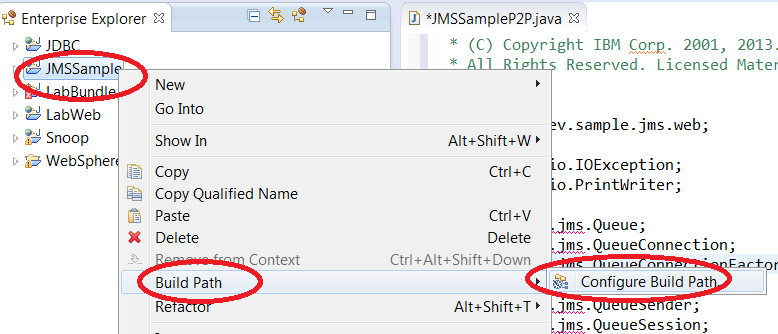 Enterprise Explorer
JDBC
JMSSample
LabBundle
LabWeb
Snoop
WebSphere
New
Go Into
Show In Alt+Shift+W
Copy Ctrl+C
Copy Qualified Name
Paste Ctrl+V
Delete Delete
Remove from Context Ctrl+Alt+Shift+Down
Build Path
Refactor Alt+Shift+T
Configure Build Path
*JMSSampleP2P.java
* (C) Copyright IBM Corp. 2001, 2013.
* All Rights Reserved. Licensed Mater
ev.sample.jms.web;
io.IOException;
io.PrintWriter;
.jms.Queue;
.jms.QueueConnection;
.jms.QueueConnectionFactor
.jms.QueueSender;
.jms.QueueSession;